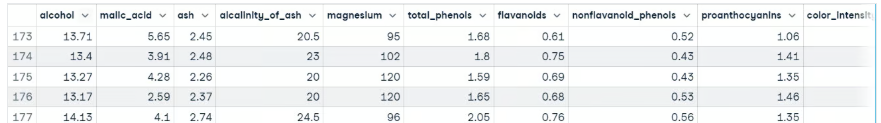 alcohol malic_acid ash alcalinity_of_ash magnesium total_phenols flavanoids nonflavanoid_phenols proanthocyanins color_intensit
173 13.71 5.65 2.45 20.5 95 1.68 0.61 0.52 1.06
174 13.4 3.91 2.48 23 102 1.8 0.75 0.43 1.41
175 13.27 4.28 2.26 20 120 1.59 0.69 0.43 1.35
176 13.17 2.59 2.37 20 120 1.65 0.68 0.53 1.46
177 14.13 4.1 2.74 24.5 96 2.05 0.76 0.56 1.35